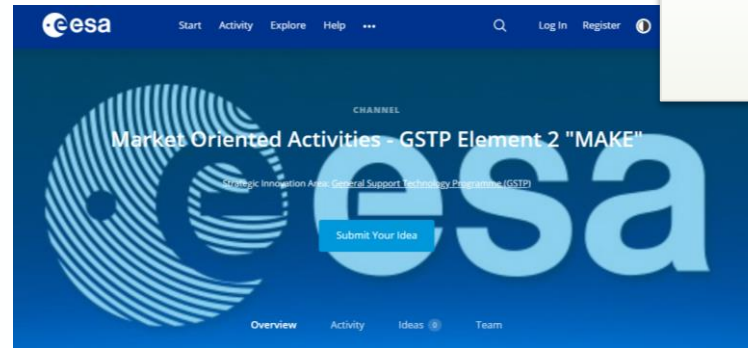 esa Start Activity Explore Help ••• Log In Register
CHANNEL
Market Oriented Activities - GSTP Element 2 "MAKE"
Strategic Innovation Area: General Support Technology Programme (GSTP)
esa
Submit Your Idea
Overview Activity Ideas 0 Team